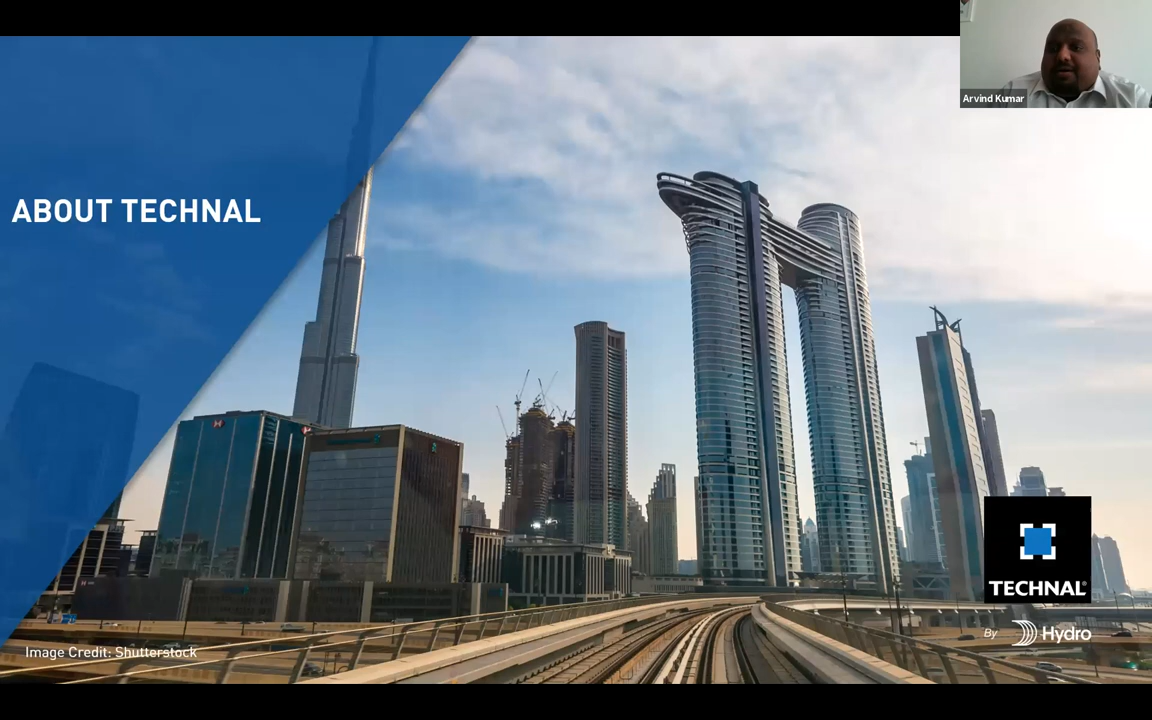 Arvind Kumar
ABOUT TECHNAL
TECHNAL®
By Hydro
Image Credit: Shutterstock